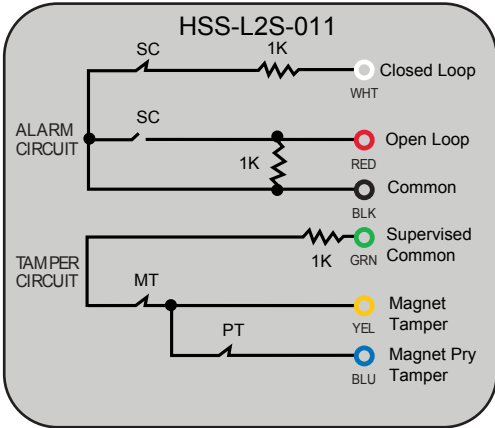 HSS-L2S-011
SC
1K
Closed Loop
WHT
SC
ALARM
CIRCUIT
Open Loop
1K
RED
Common
BLK
Supervised
Common
1K
GRN
TAMPER
CIRCUIT
MT
Magnet
Tamper
YEL
PT
Magnet Pry
Tamper
BLU